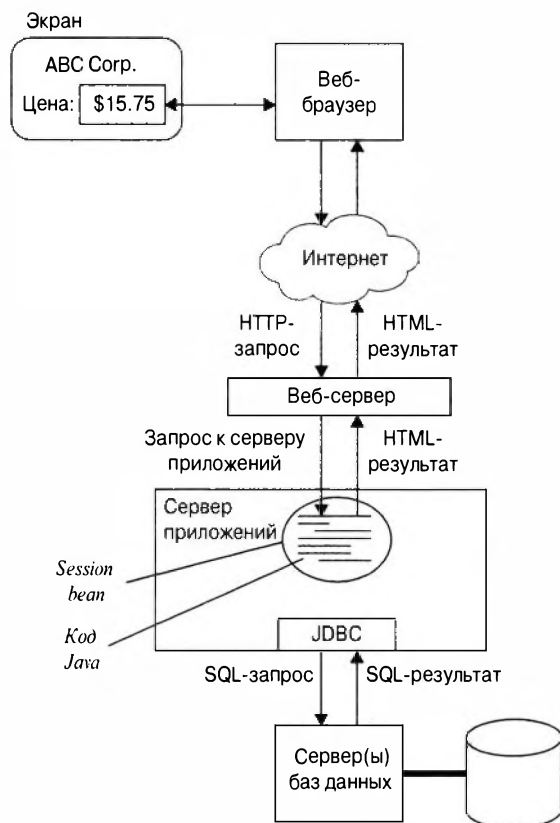 Экран
ABC Corp.
Цена: $15.75
Веб-
браузер
Интернет
HTTP-
запрос
HTML-
результат
Веб-сервер
Запрос к серверу
приложений
HTML-
результат
Сервер
приложений
Session
bean
Код
Java
JDBC
SQL-запрос
SQL-результат
Сервер(ы)
баз данных